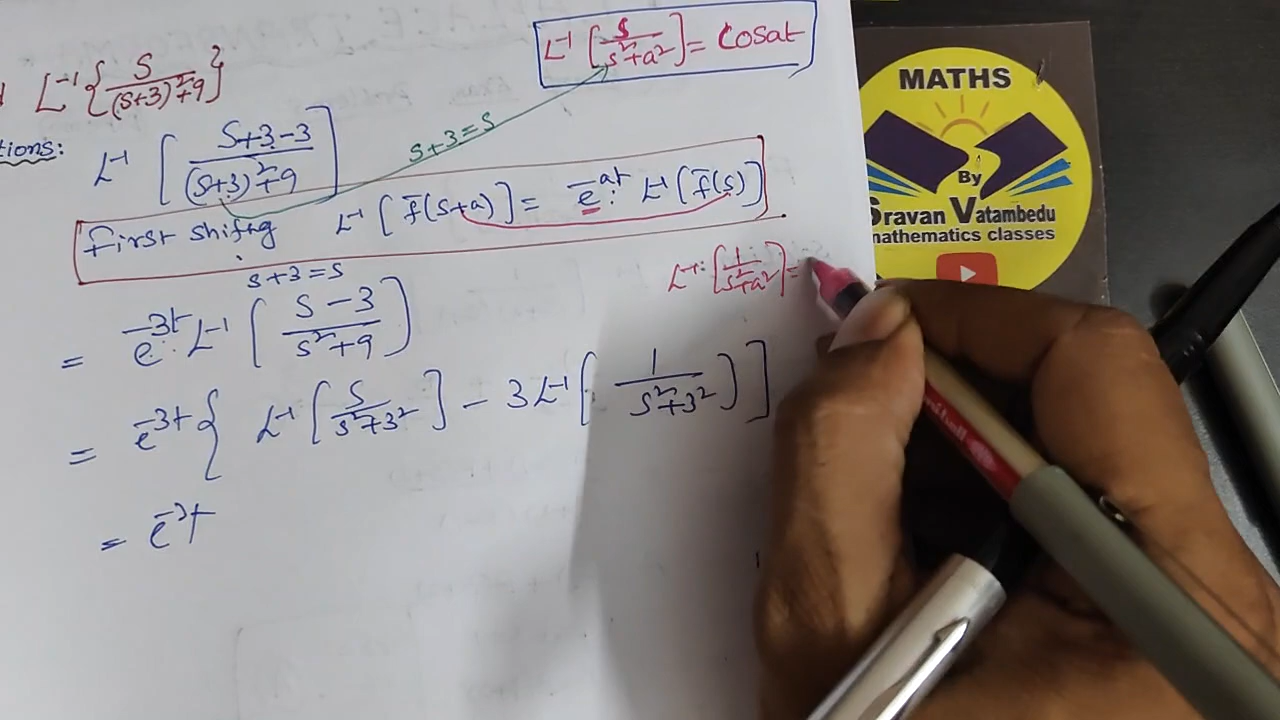 L⁻¹{s/((s+3)²+9)}
L⁻¹[s/(s²+a²)] = Cosat
tions:
L⁻¹[(s+3-3)/((s+3)²+9)]
s+3=s
First shifting L⁻¹[f̄(s+a)] = e⁻ᵃᵗ L⁻¹[f̄(s)]
s+3=s
L⁻¹[1/(s²+a²)] =
= e⁻³ᵗ L⁻¹[(s-3)/(s²+9)]
= e⁻³ᵗ{ L⁻¹[s/(s²+3²)] - 3L⁻¹[1/(s²+3²)]]
= e⁻³ᵗ
MATHS
By
Sravan Vatambedu
mathematics classes